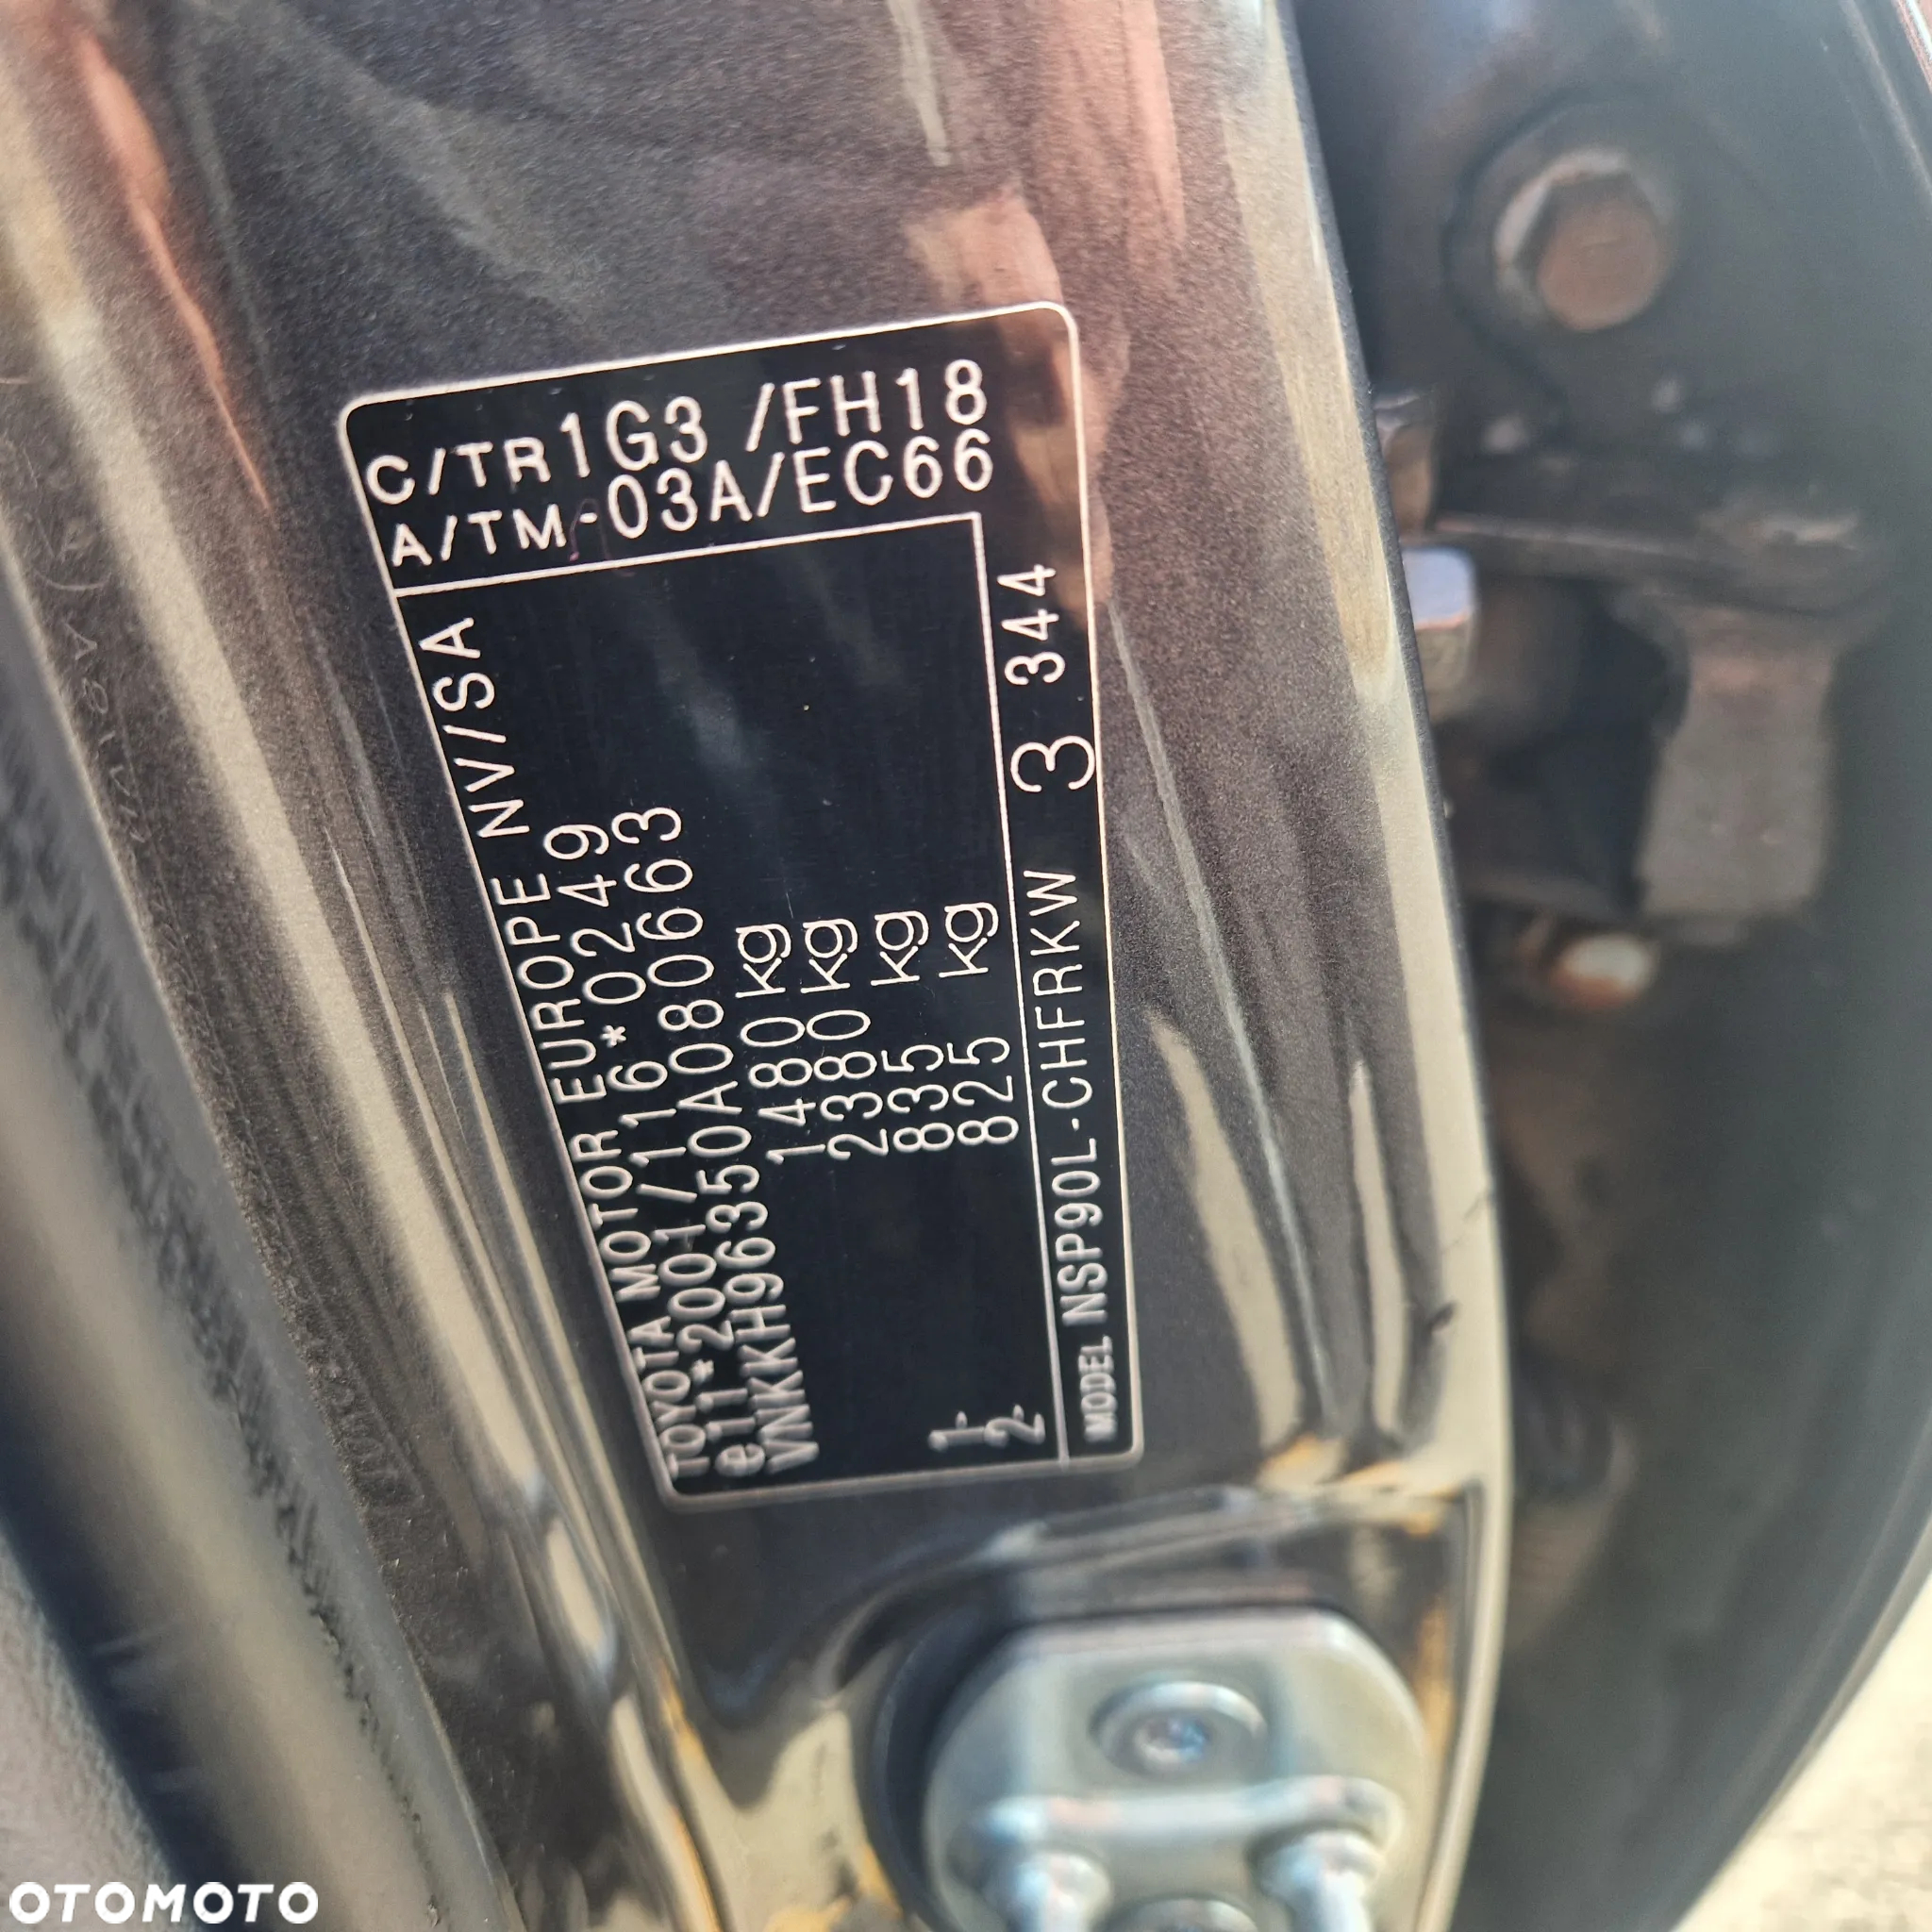 C/TR1G3 /FH18
A/TM-03A/EC66
TOYOTA MOTOR EUROPE NV/SA
e11*2001/116*0249
VNKKH96350A080663
1480 kg
2380 kg
1- 835 kg
2- 825 kg
MODEL NSP90L-CHFRKW 3 344
OTOMOTO